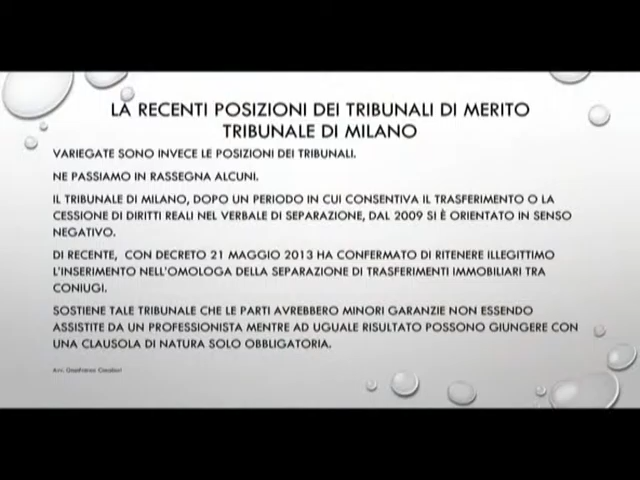 LA RECENTI POSIZIONI DEI TRIBUNALI DI MERITO
TRIBUNALE DI MILANO
VARIEGATE SONO INVECE LE POSIZIONI DEI TRIBUNALI.
NE PASSIAMO IN RASSEGNA ALCUNI.
IL TRIBUNALE DI MILANO, DOPO UN PERIODO IN CUI CONSENTIVA IL TRASFERIMENTO O LA
CESSIONE DI DIRITTI REALI NEL VERBALE DI SEPARAZIONE, DAL 2009 SI È ORIENTATO IN SENSO
NEGATIVO.
DI RECENTE, CON DECRETO 21 MAGGIO 2013 HA CONFERMATO DI RITENERE ILLEGITTIMO
L'INSERIMENTO NELL'OMOLOGA DELLA SEPARAZIONE DI TRASFERIMENTI IMMOBILIARI TRA
CONIUGI.
SOSTIENE TALE TRIBUNALE CHE LE PARTI AVREBBERO MINORI GARANZIE NON ESSENDO
ASSISTITE DA UN PROFESSIONISTA MENTRE AD UGUALE RISULTATO POSSONO GIUNGERE CON
UNA CLAUSOLA DI NATURA SOLO OBBLIGATORIA.
Avv.